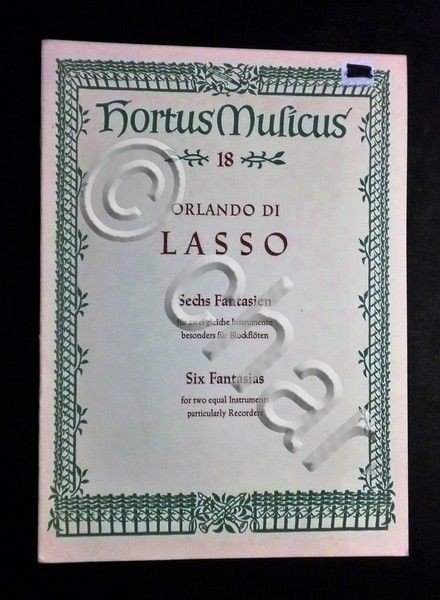 Hortus Musicus
18
ORLANDO DI
LASSO
Sechs Fantasien
für zwei gleiche Instrumente
besonders für Blockflöten
Six Fantasias
for two equal Instruments
particularly Recorders
© char